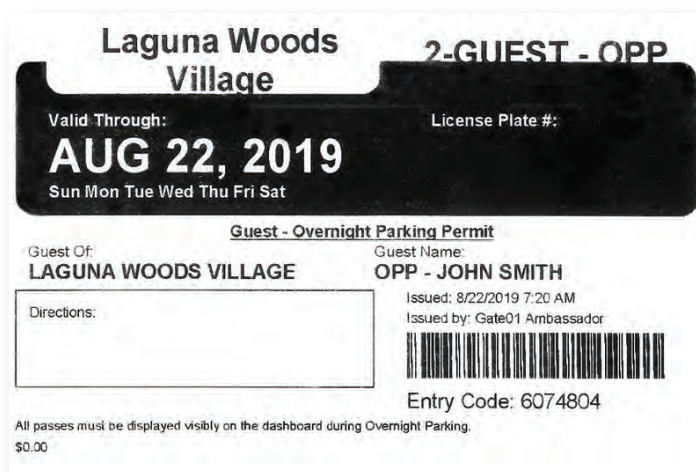 Laguna Woods
Village
2-GUEST - OPP
Valid Through:
License Plate #:
AUG 22, 2019
Sun Mon Tue Wed Thu Fri Sat
Guest - Overnight Parking Permit
Guest Of:
Guest Name:
LAGUNA WOODS VILLAGE
OPP - JOHN SMITH
Directions:
Issued: 8/22/2019 7:20 AM
Issued by: Gate01 Ambassador
Entry Code: 6074804
All passes must be displayed visibly on the dashboard during Overnight Parking.
$0.00